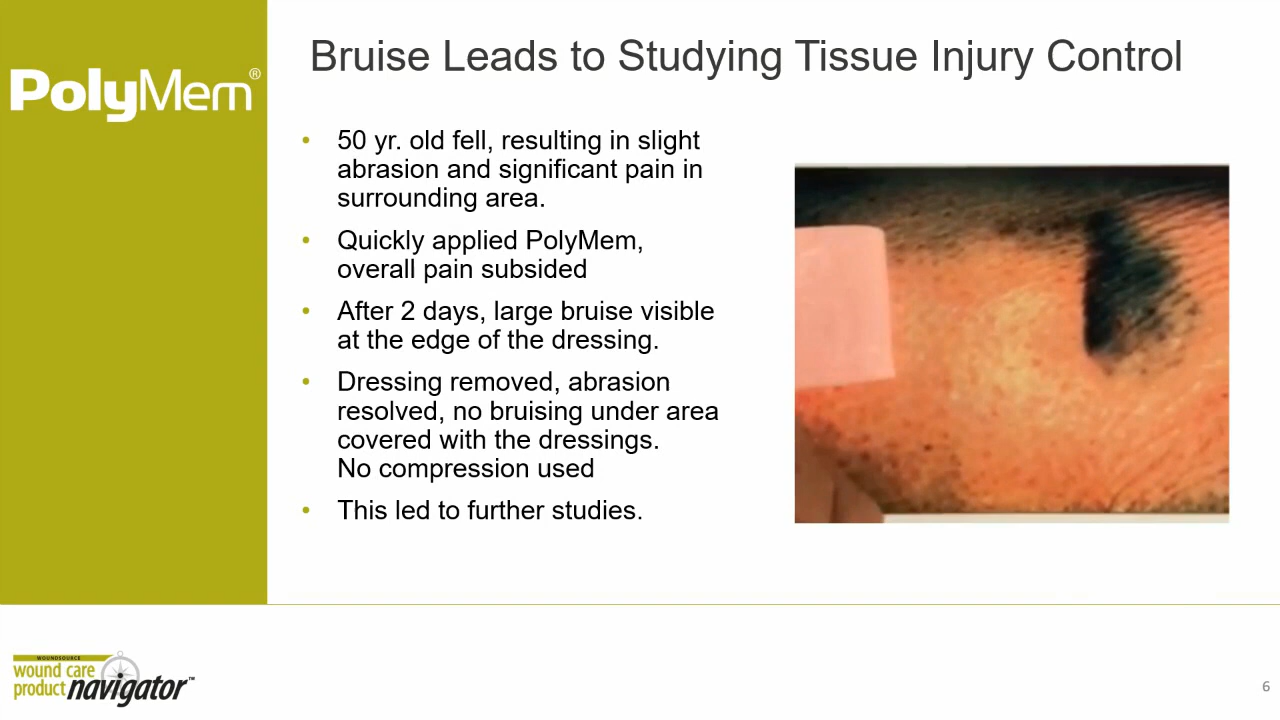 PolyMem®
Bruise Leads to Studying Tissue Injury Control
• 50 yr. old fell, resulting in slight
abrasion and significant pain in
surrounding area.
• Quickly applied PolyMem,
overall pain subsided
• After 2 days, large bruise visible
at the edge of the dressing.
• Dressing removed, abrasion
resolved, no bruising under area
covered with the dressings.
No compression used
• This led to further studies.
WOUNDSOURCE
wound care
product navigator™
6